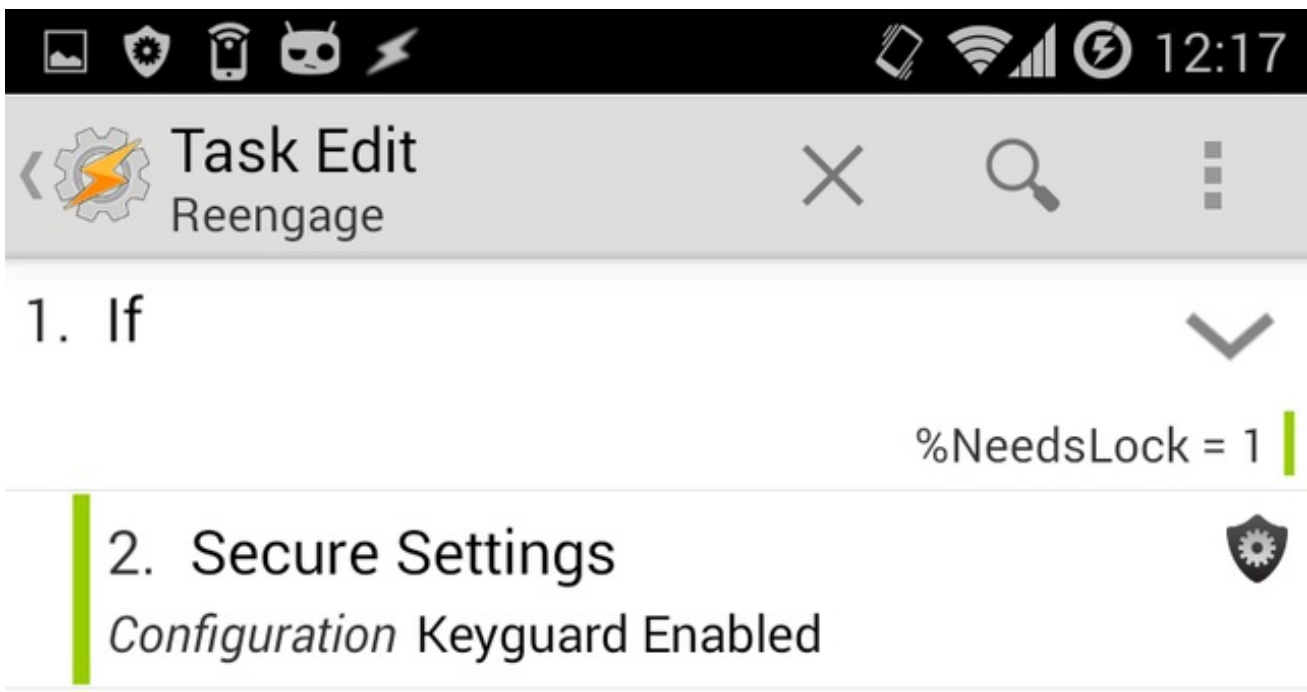 12:17
Task Edit
Reengage
1. If
%NeedsLock = 1
2. Secure Settings
Configuration Keyguard Enabled